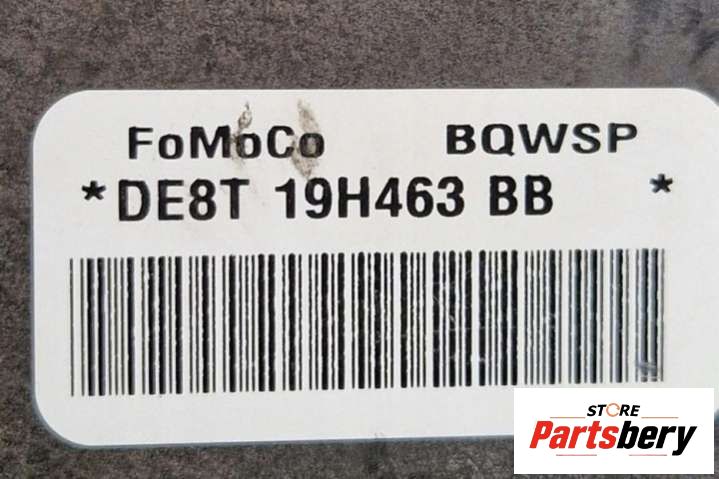 FoMoCo BQWSP
*DE8T 19H463 BB *
STORE
Partsbery